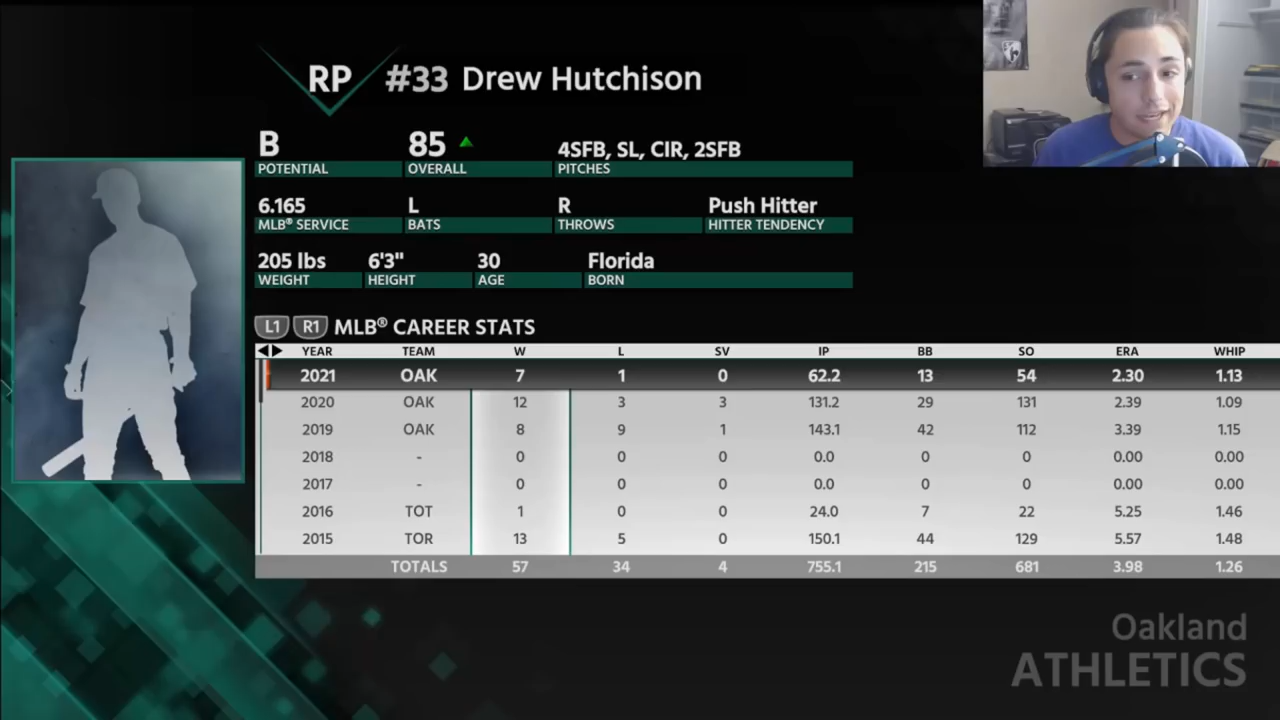 RP #33 Drew Hutchison
B 85 4SFB, SL, CIR, 2SFB
POTENTIAL OVERALL PITCHES
6.165 L R Push Hitter
MLB® SERVICE BATS THROWS HITTER TENDENCY
205 lbs 6'3" 30 Florida
WEIGHT HEIGHT AGE BORN
L1 R1 MLB® CAREER STATS
YEAR TEAM W L SV IP BB SO ERA WHIP
2021 OAK 7 1 0 62.2 13 54 2.30 1.13
2020 OAK 12 3 3 131.2 29 131 2.39 1.09
2019 OAK 8 9 1 143.1 42 112 3.39 1.15
2018 - 0 0 0 0.0 0 0 0.00 0.00
2017 - 0 0 0 0.0 0 0 0.00 0.00
2016 TOT 1 0 0 24.0 7 22 5.25 1.46
2015 TOR 13 5 0 150.1 44 129 5.57 1.48
TOTALS 57 34 4 755.1 215 681 3.98 1.26
Oakland
ATHLETICS